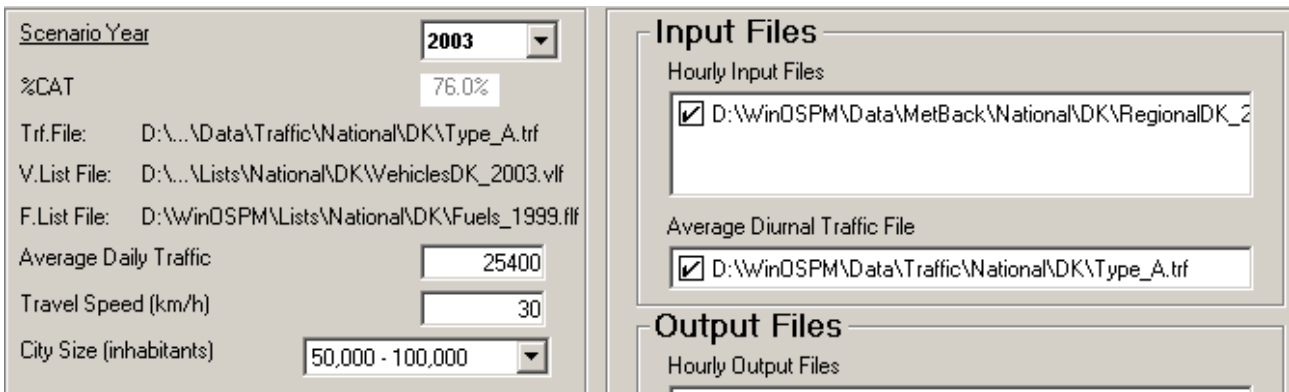 Scenario Year 2003
%CAT 76.0%
Trf.File: D:\...\Data\Traffic\National\DK\Type_A.trf
V.List File: D:\...\Lists\National\DK\VehiclesDK_2003.vlf
F.List File: D:\WinOSPM\Lists\National\DK\Fuels_1999.flf
Average Daily Traffic 25400
Travel Speed (km/h) 30
City Size (inhabitants) 50,000 - 100,000
Input Files
Hourly Input Files
D:\WinOSPM\Data\MetBack\National\DK\RegionalDK_2
Average Diurnal Traffic File
D:\WinOSPM\Data\Traffic\National\DK\Type_A.trf
Output Files
Hourly Output Files